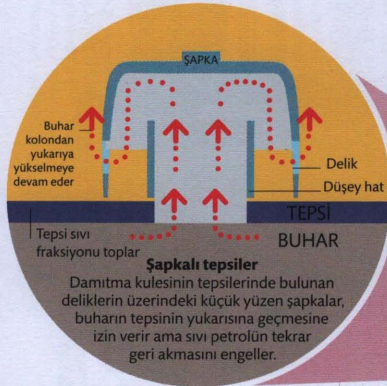 ŞAPKA
Buhar
kolondan
yukarıya
yükselmeye
devam eder
Delik
Düşey hat
TEPSİ
Tepsi sıvı
fraksiyonu toplar
BUHAR
Şapkalı tepsiler
Damıtma kulesinin tepsilerinde bulunan
deliklerin üzerindeki küçük yüzen şapkalar,
buharın tepsinin yukarısına geçmesine
izin verir ama sıvı petrolün tekrar
geri akmasını engeller.